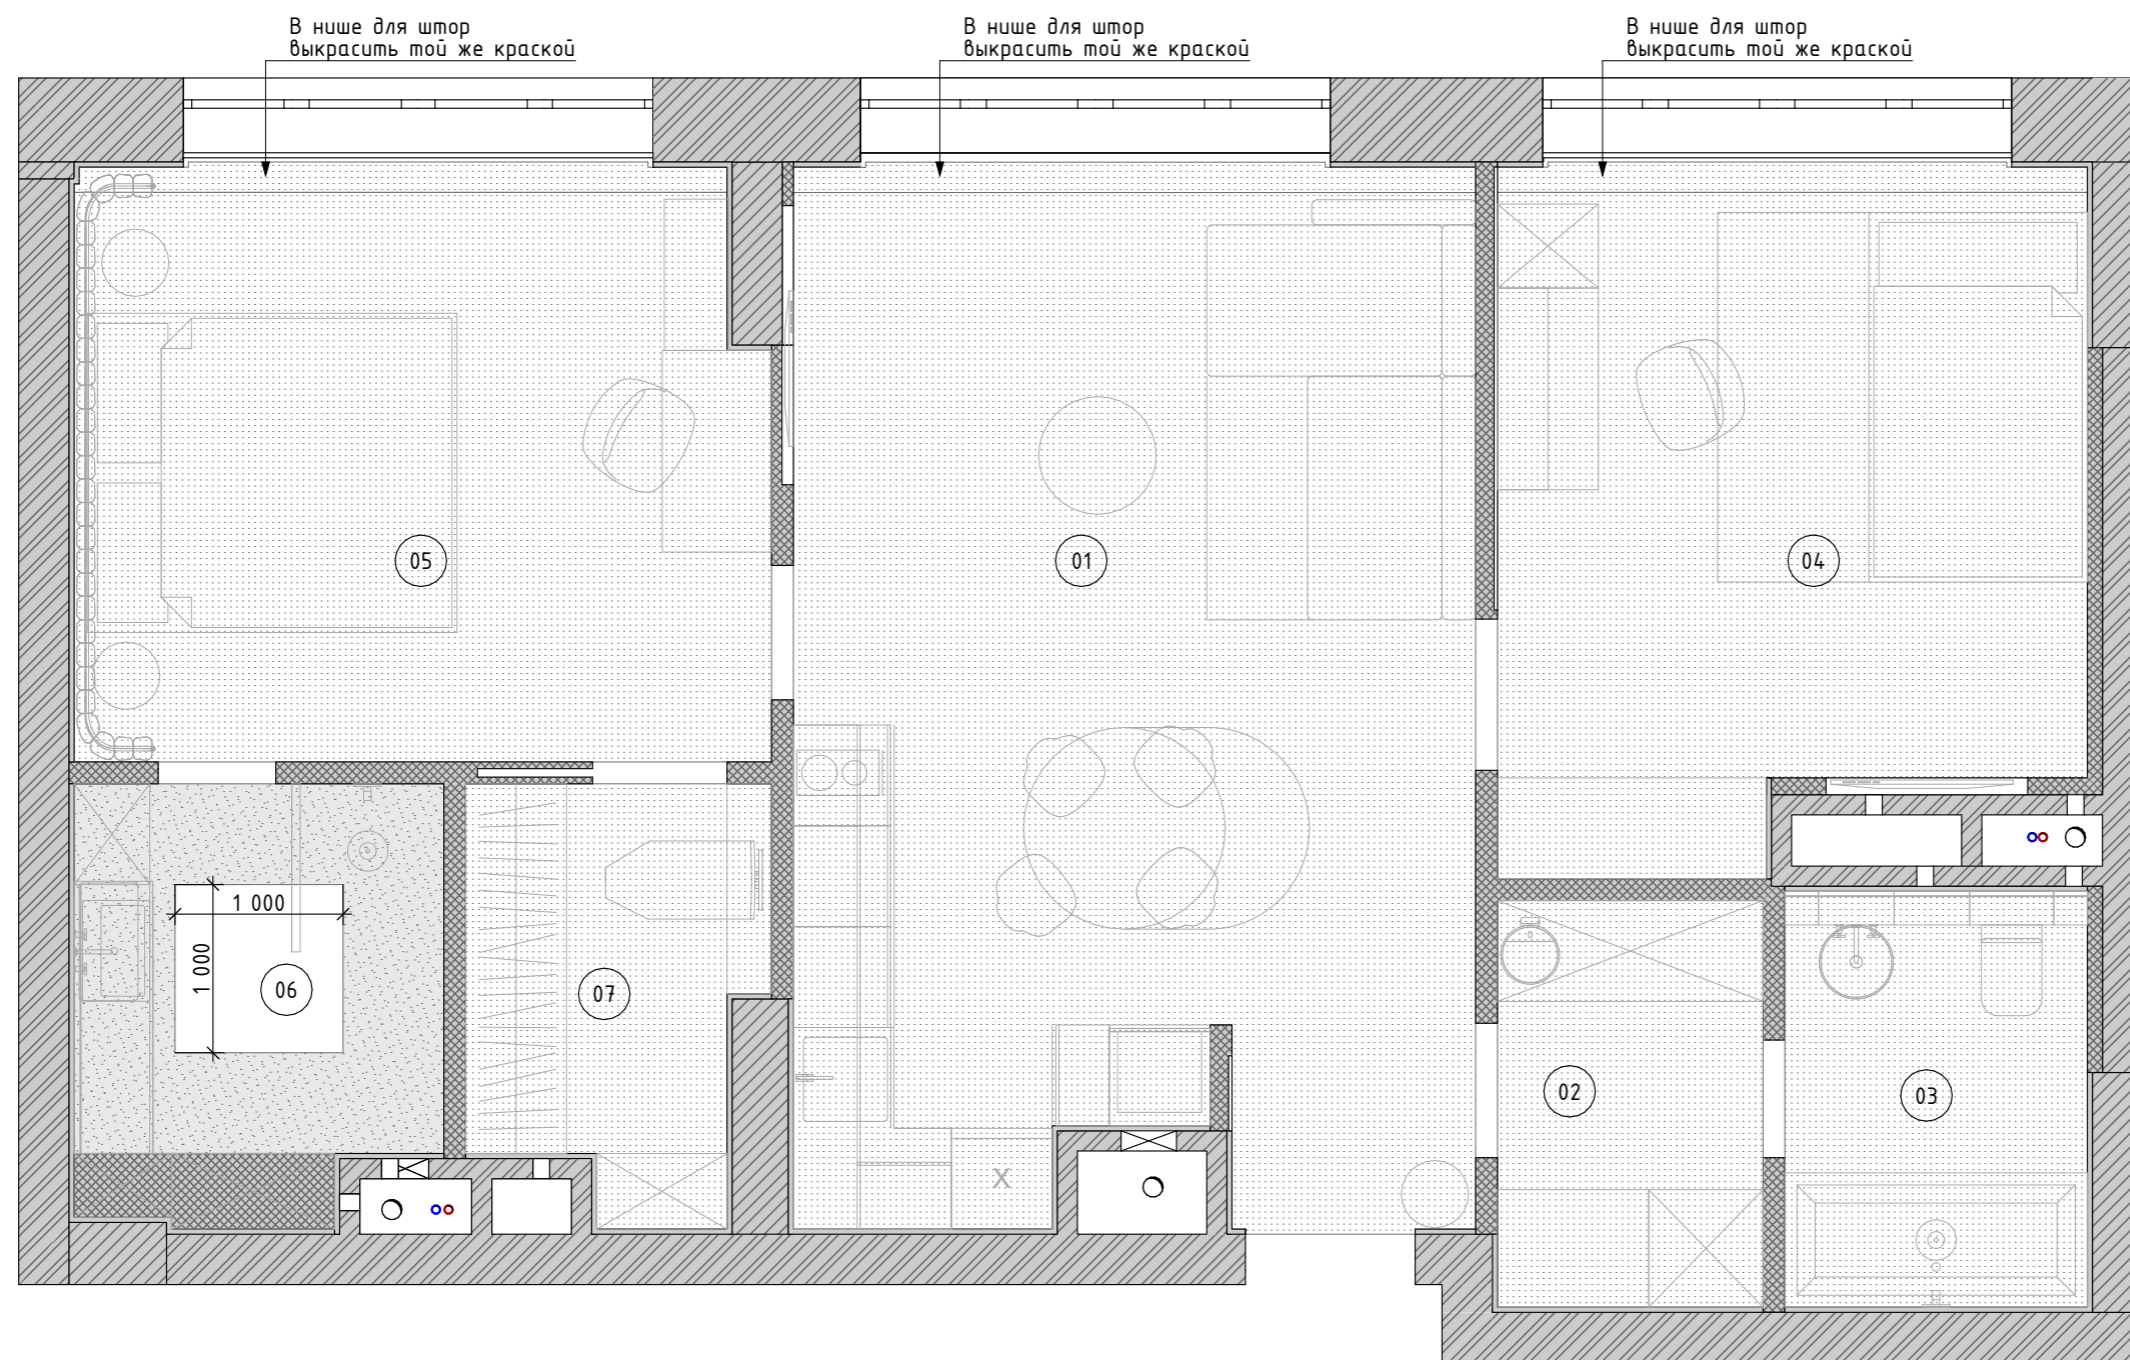 В нише для штор
выкрасить той же краской
В нише для штор
выкрасить той же краской
В нише для штор
выкрасить той же краской
05
01
04
1 000
1 000
06
07
02
03
X